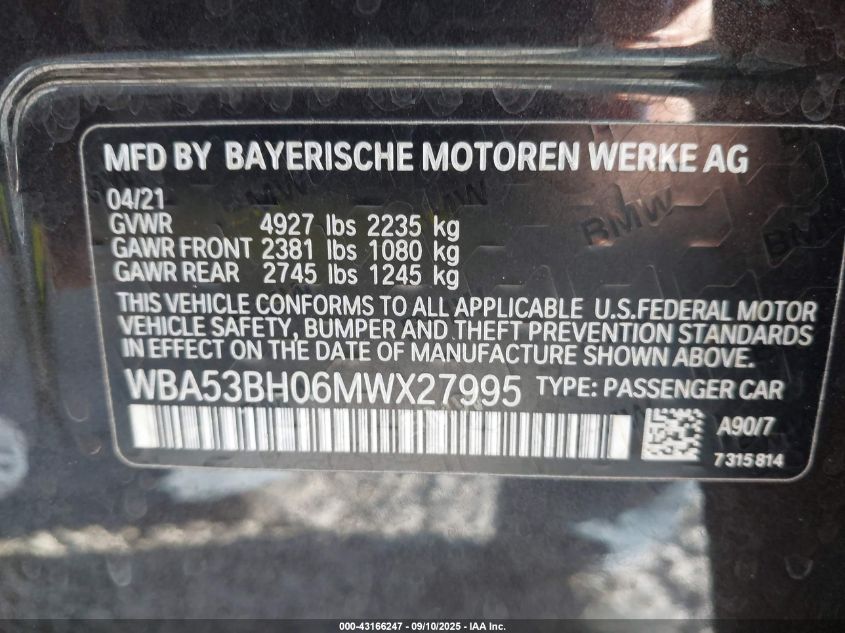 MFD BY BAYERISCHE MOTOREN WERKE AG
04/21
GVWR 4927 lbs 2235 kg
GAWR FRONT 2381 lbs 1080 kg
GAWR REAR 2745 lbs 1245 kg
THIS VEHICLE CONFORMS TO ALL APPLICABLE U.S.FEDERAL MOTOR
VEHICLE SAFETY, BUMPER AND THEFT PREVENTION STANDARDS
IN EFFECT ON THE DATE OF MANUFACTURE SHOWN ABOVE.
WBA53BH06MWX27995 TYPE: PASSENGER CAR
A90/7
7315814
BMW
BMW
000-43166247 - 09/10/2025 - IAA Inc.